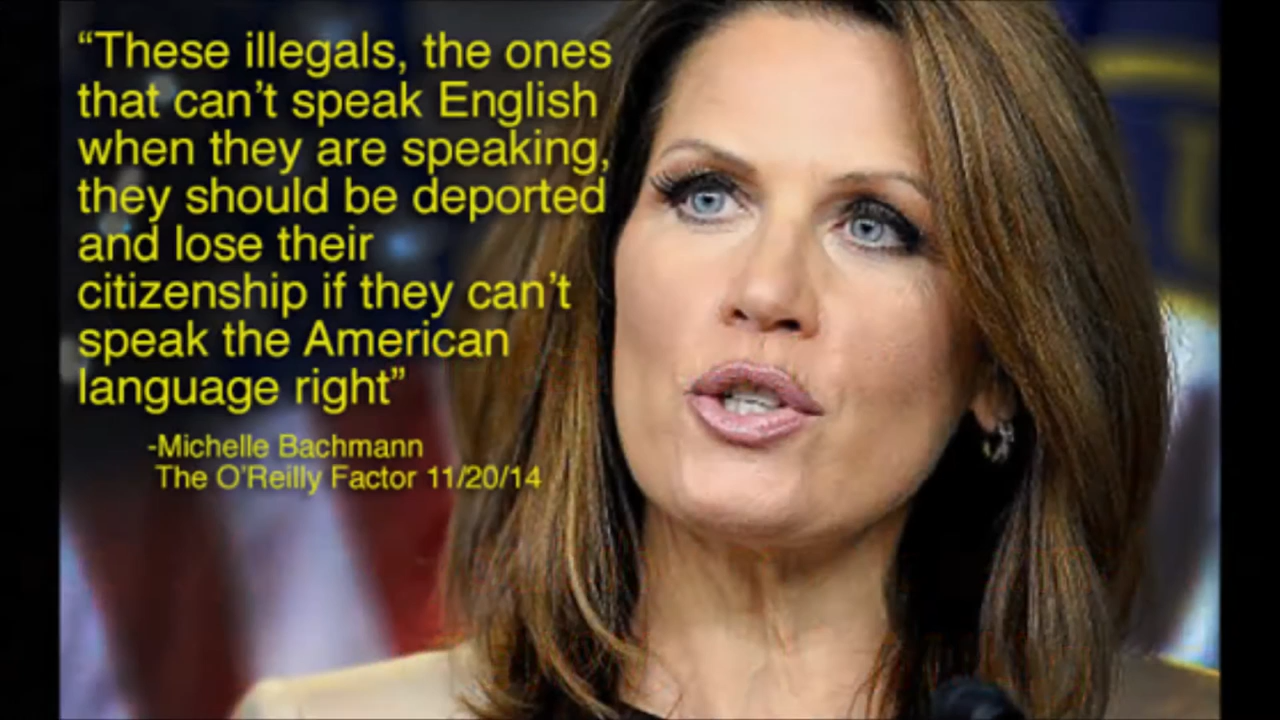 “These illegals, the ones
that can’t speak English
when they are speaking,
they should be deported
and lose their
citizenship if they can’t
speak the American
language right”
-Michelle Bachmann
The O’Reilly Factor 11/20/14